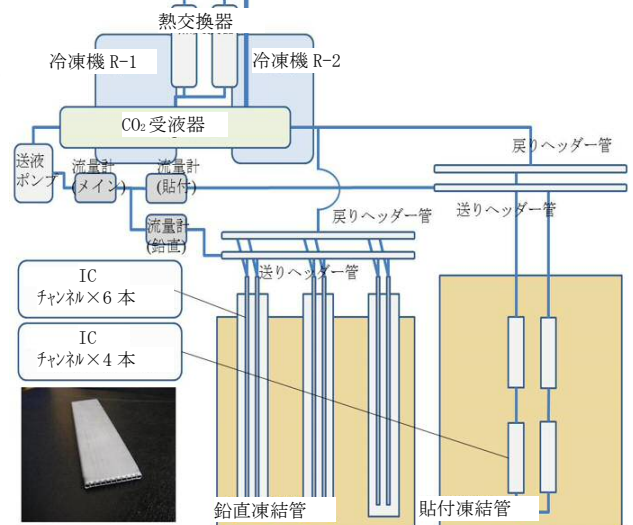 熱交換器
冷凍機 R-1
冷凍機 R-2
CO₂受液器
戻りヘッダー管
送液
ポンプ
流量計
(メイン)
流量計
(貼付)
送りヘッダー管
戻りヘッダー管
流量計
(鉛直)
送りヘッダー管
IC
ﾁｬﾝﾈﾙ×6 本
IC
ﾁｬﾝﾈﾙ×4 本
鉛直凍結管
貼付凍結管